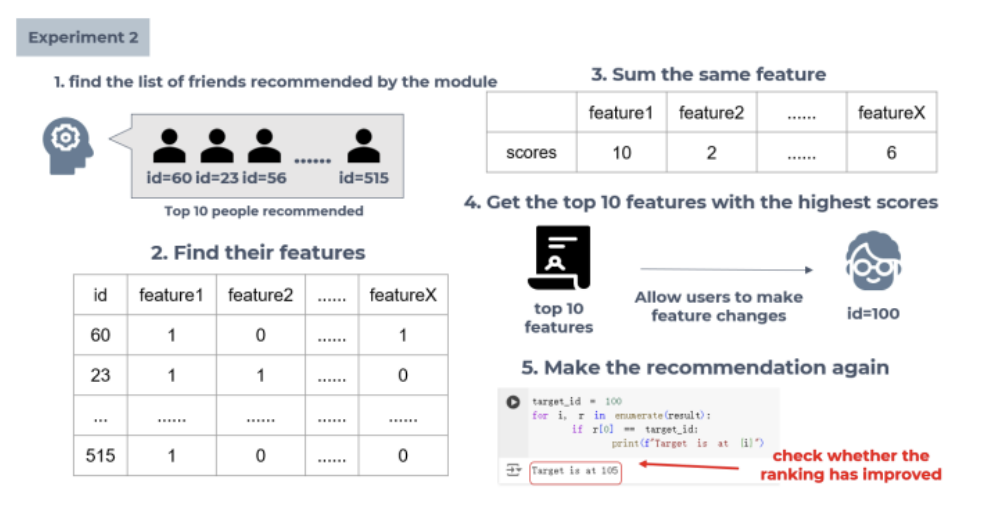 Experiment 2
1. find the list of friends recommended by the module
id=60 id=23 id=56 ...... id=515
Top 10 people recommended
2. Find their features
id feature1 feature2 ...... featureX
60 1 0 ...... 1
23 1 1 ...... 0
... ...... ...... ...... ......
515 1 0 ...... 0
3. Sum the same feature
feature1 feature2 ...... featureX
scores 10 2 ...... 6
4. Get the top 10 features with the highest scores
top 10
features
Allow users to make
feature changes
id=100
5. Make the recommendation again
target_id = 100
for i, r in enumerate(result):
if r[0] == target_id:
print(f"Target is at {i}")
Target is at 105
check whether the
ranking has improved